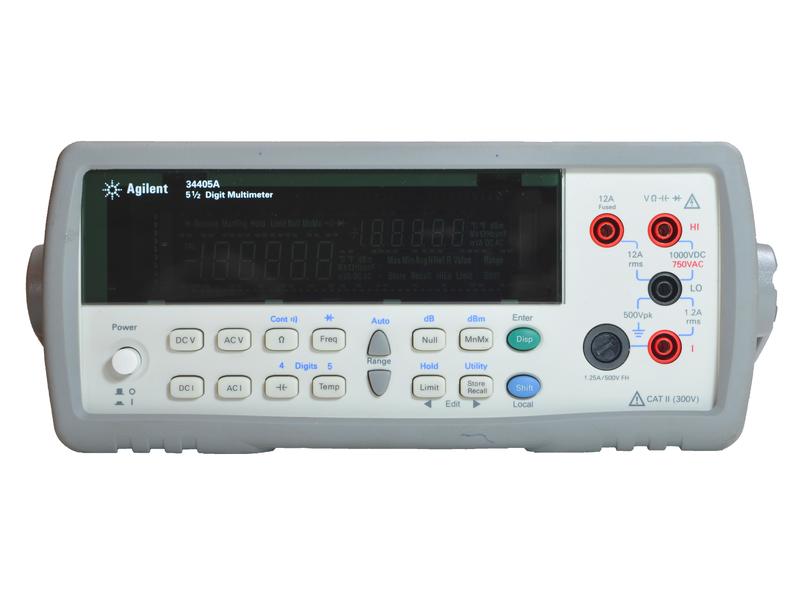 Agilent
34405A
5½ Digit Multimeter
12A
Fused
VΩ
HI
12A
rms
1000VDC
750VAC
LO
500Vpk
1.2A
rms
I
1.25A/500V FH
CAT II (300V)
Power
O
I
Cont
Auto
dB
dBm
Enter
DC V
AC V
Ω
Freq
Null
MnMx
Disp
4 Digits 5
Range
Hold
Utility
DC I
AC I
Temp
Limit
Store
Recall
Shift
Edit
Local